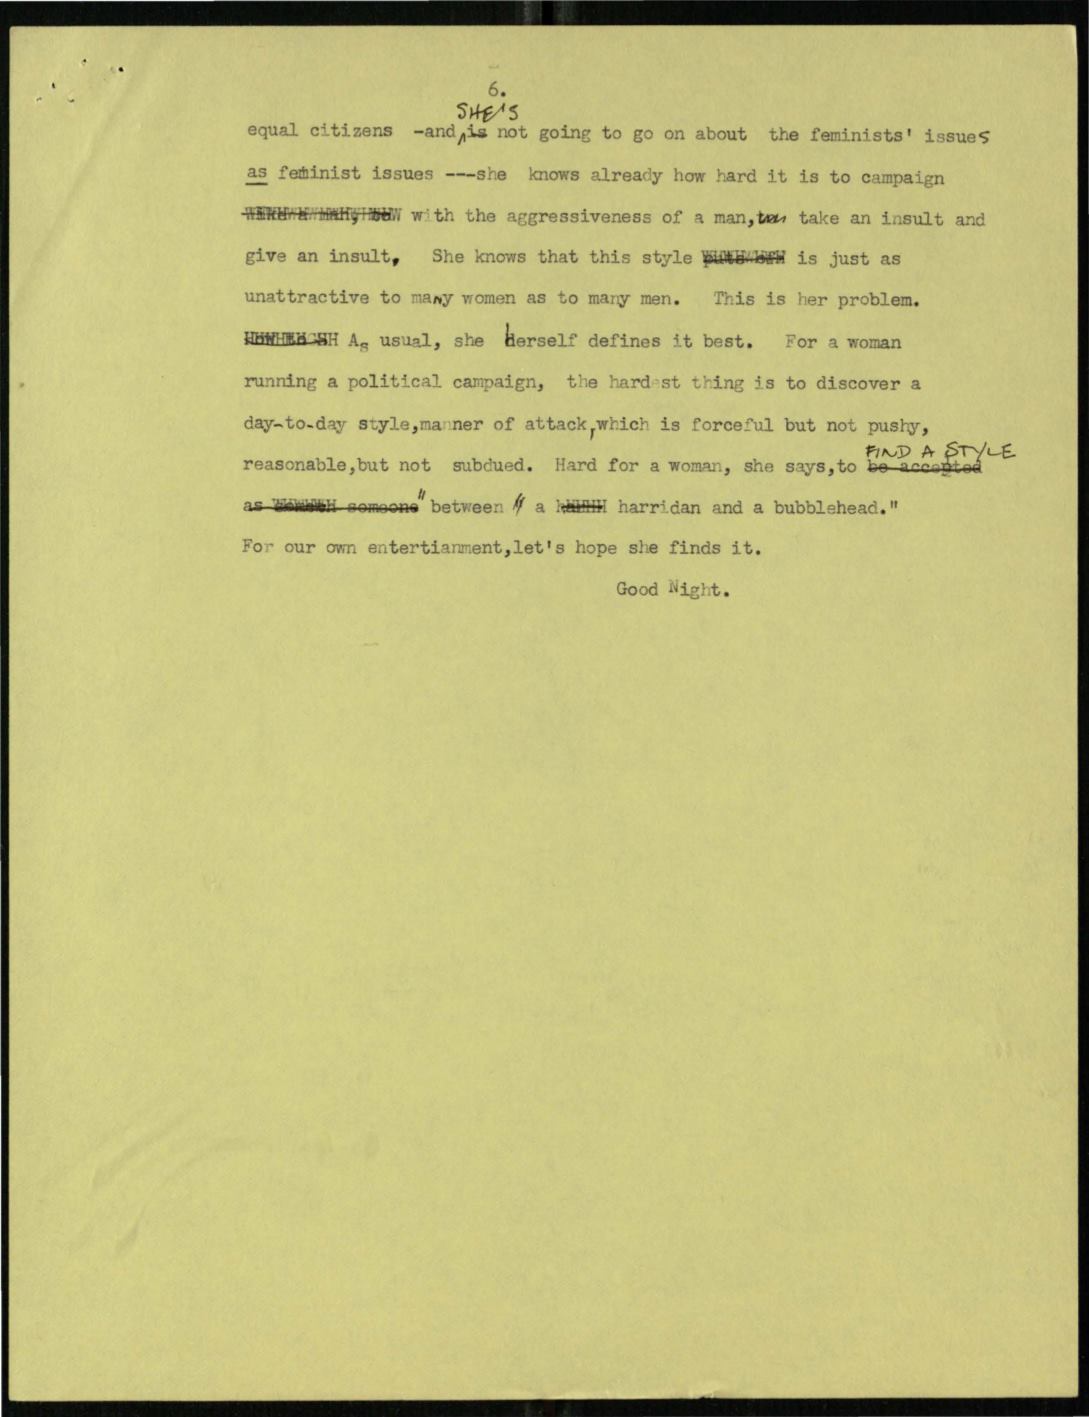 6.
SHE'S
equal citizens -and is not going to go on about the feminists' issues
as feminist issues ---she knows already how hard it is to campaign
with the aggressiveness of a man, take an insult and
give an insult, She knows that this style is just as
unattractive to many women as to many men. This is her problem.
As usual, she herself defines it best. For a woman
running a political campaign, the hardest thing is to discover a
day-to-day style,manner of attack,which is forceful but not pushy,
FIND A STYLE
reasonable,but not subdued. Hard for a woman, she says,to be accepted
as someone "between a harridan and a bubblehead."
For our own entertianment,let's hope she finds it.
Good Night.